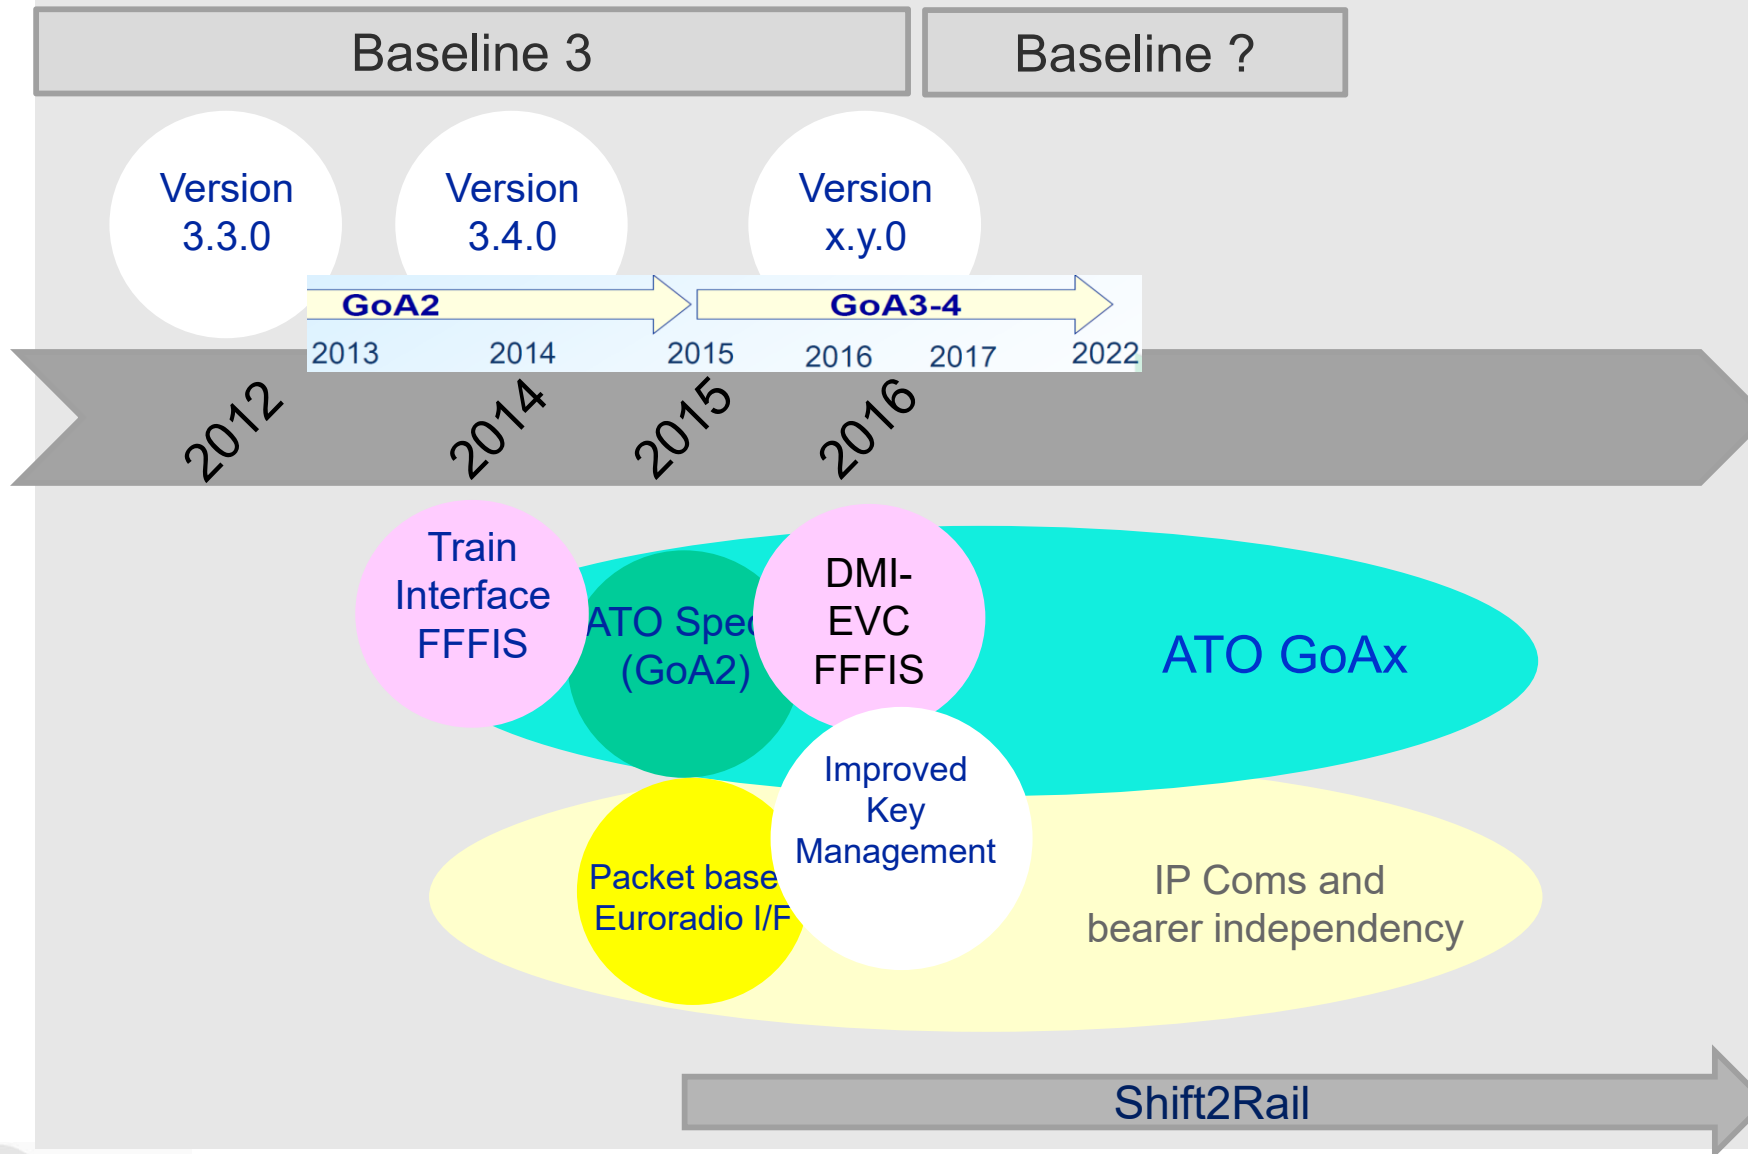 Baseline 3
Baseline ?
Version
3.3.0
Version
3.4.0
Version
x.y.0
GoA2
GoA3-4
2013 2014 2015 2016 2017 2022
2012 2014 2015 2016
Train
Interface
FFFIS
ATO Spec
(GoA2)
DMI-
EVC
FFFIS
ATO GoAx
Improved
Key
Management
Packet base
Euroradio I/F
IP Coms and
bearer independency
Shift2Rail